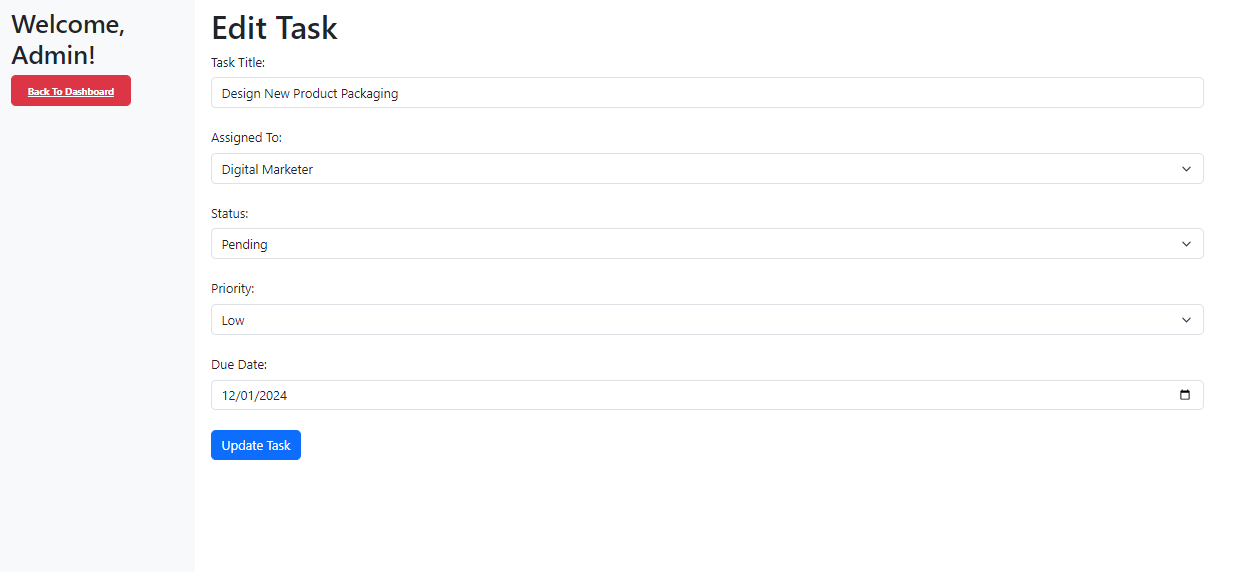 Welcome,
Admin!
Back To Dashboard
Edit Task
Task Title:
Design New Product Packaging
Assigned To:
Digital Marketer
Status:
Pending
Priority:
Low
Due Date:
12/01/2024
Update Task